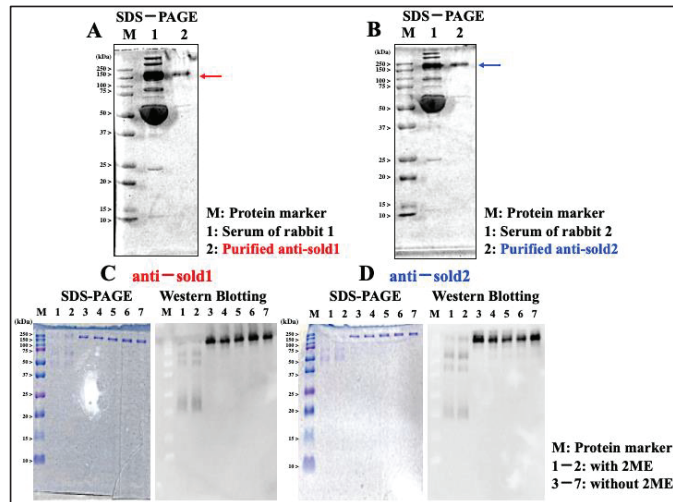 SDS－PAGE
A
M 1 2
(kDa)
250 >
150 >
100 >
75 >
50 >
37 >
25 >
20 >
15 >
10 >
M: Protein marker
1: Serum of rabbit 1
2: Purified anti-sold1
SDS－PAGE
B
M 1 2
(kDa)
250 >
150 >
100 >
75 >
50 >
37 >
25 >
20 >
15 >
10 >
M: Protein marker
1: Serum of rabbit 2
2: Purified anti-sold2
C anti－sold1
SDS-PAGE Western Blotting
M 1 2 3 4 5 6 7 M 1 2 3 4 5 6 7
(kDa)
250 >
150 >
100 >
75 >
50 >
37 >
25 >
20 >
15 >
10 >
D anti－sold2
SDS-PAGE Western Blotting
M 1 2 3 4 5 6 7 M 1 2 3 4 5 6 7
(kDa)
250 >
150 >
100 >
75 >
50 >
37 >
25 >
20 >
15 >
10 >
M: Protein marker
1－2: with 2ME
3－7: without 2ME